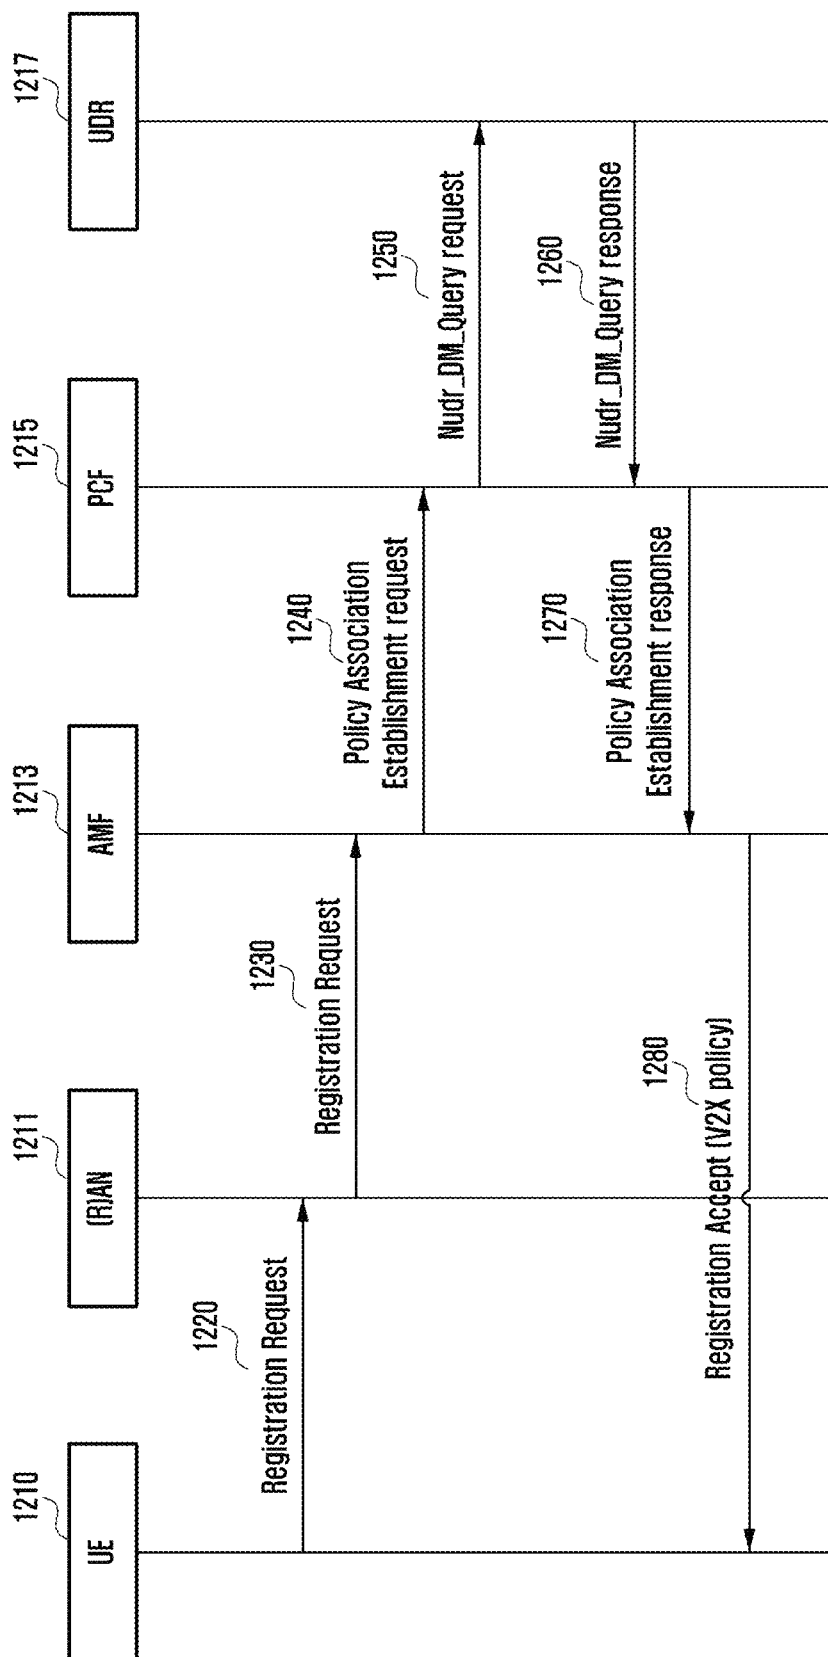 1210
UE
1211
(R)AN
1213
AMF
1215
PCF
1217
UDR
1220
Registration Request
1230
Registration Request
1240
Policy Association
Establishment request
1250
Nudr_DM_Query request
1260
Nudr_DM_Query response
1270
Policy Association
Establishment response
1280
Registration Accept (V2X policy)